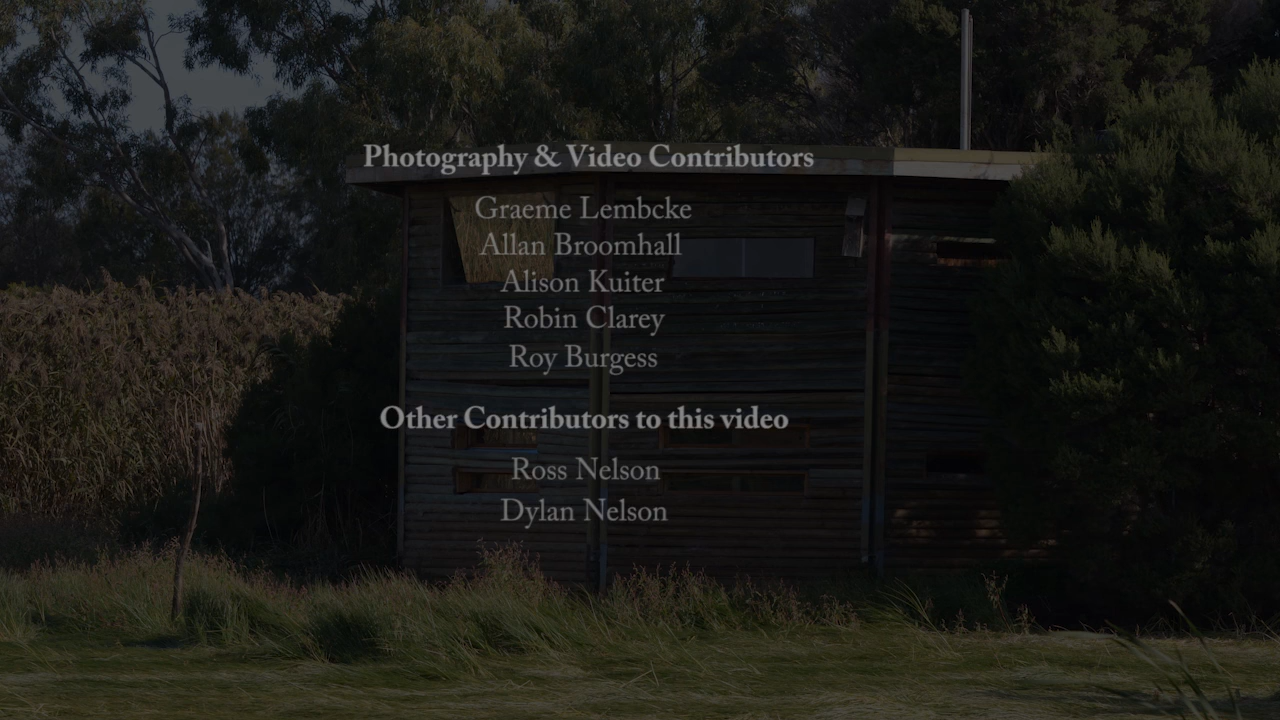 Photography & Video Contributors
Graeme Lembcke
Allan Broomhall
Alison Kuiter
Robin Clarey
Roy Burgess
Other Contributors to this video
Ross Nelson
Dylan Nelson